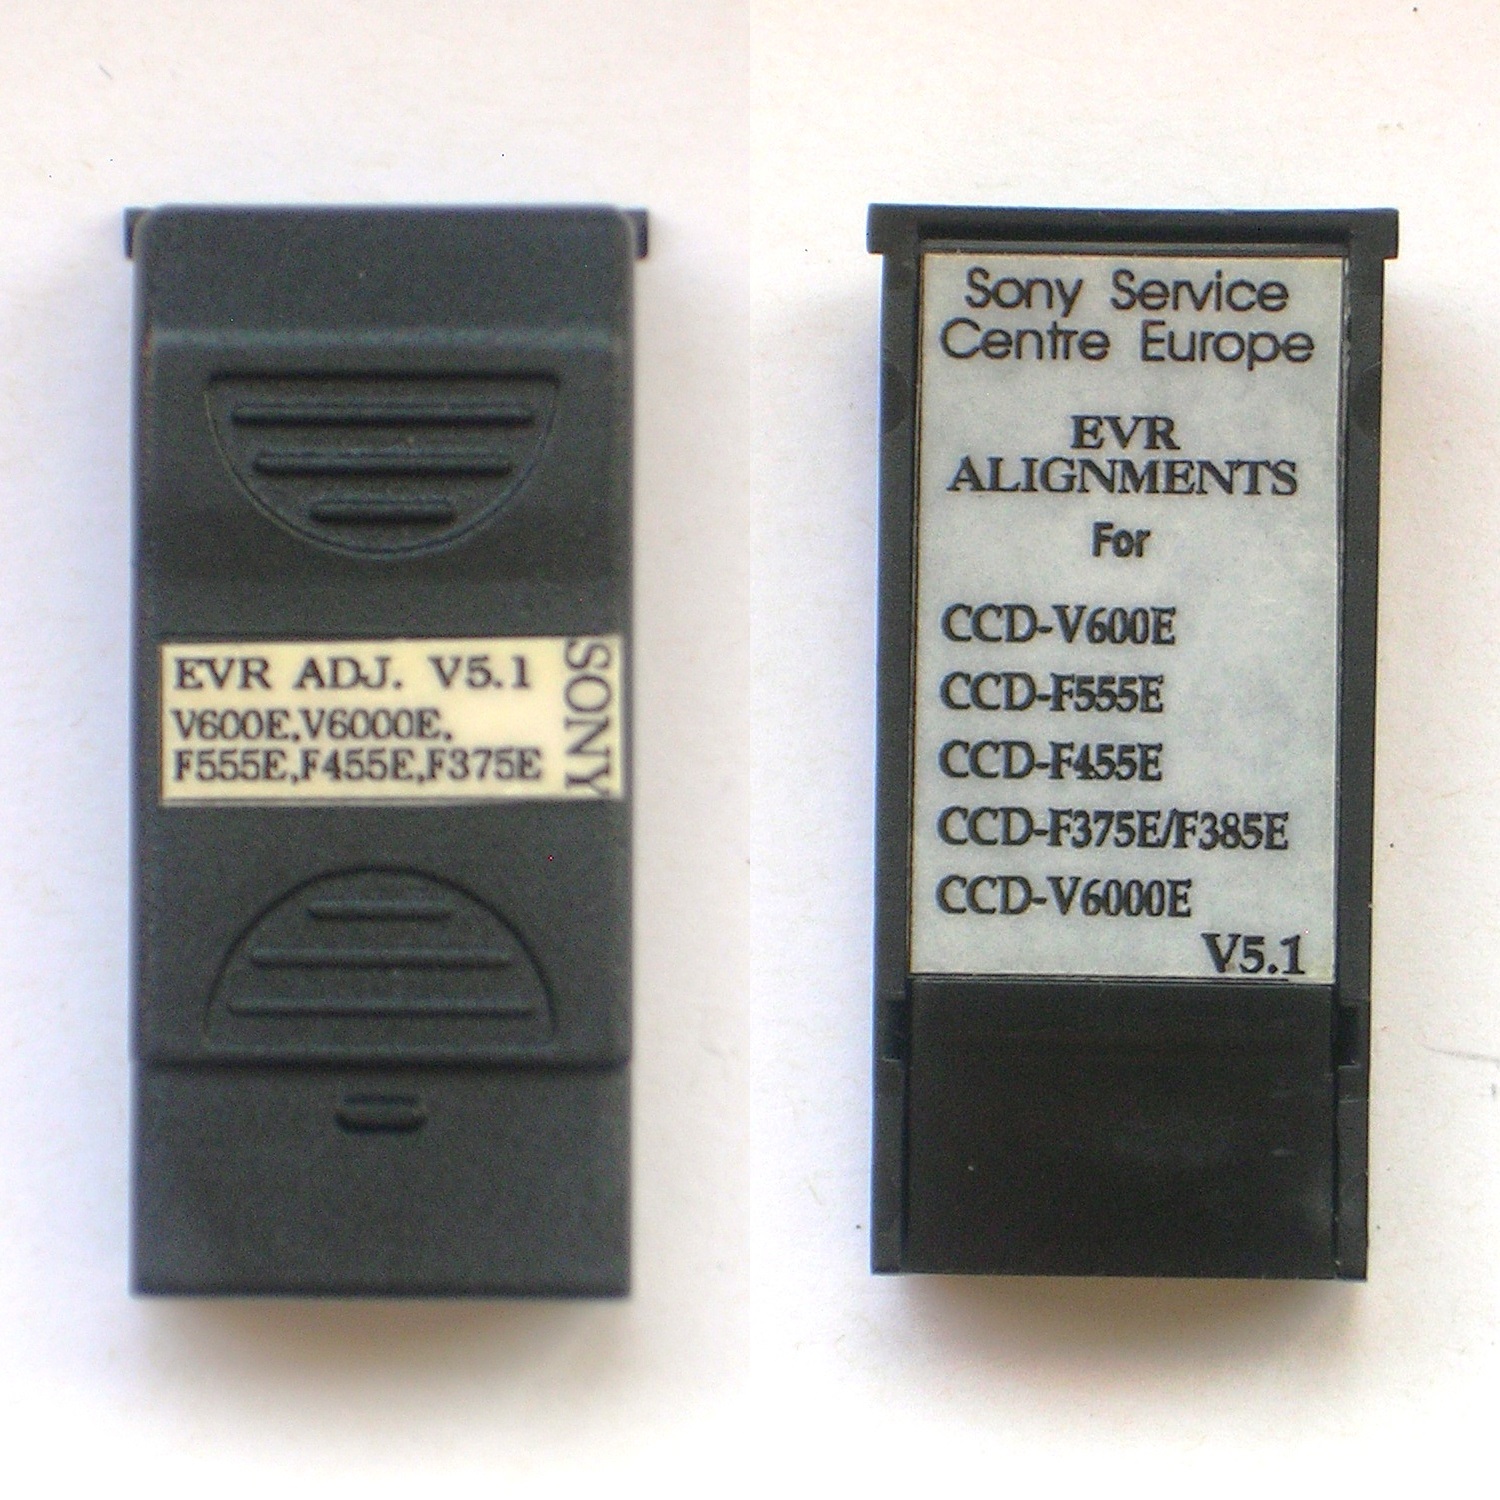 EVR ADJ. V5.1
V600E,V6000E,
F555E,F455E,F375E
SONY
Sony Service
Centre Europe
EVR
ALIGNMENTS
For
CCD-V600E
CCD-F555E
CCD-F455E
CCD-F375E/F385E
CCD-V6000E
V5.1